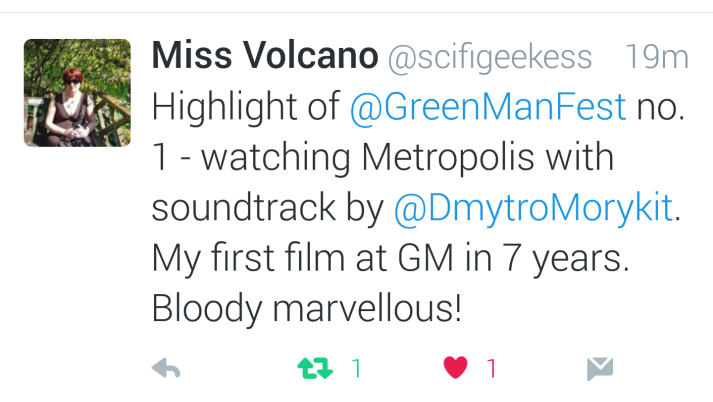 Miss Volcano @scifigeekess 19m
Highlight of @GreenManFest no.
1 - watching Metropolis with
soundtrack by @DmytroMorykit.
My first film at GM in 7 years.
Bloody marvellous!
1 1